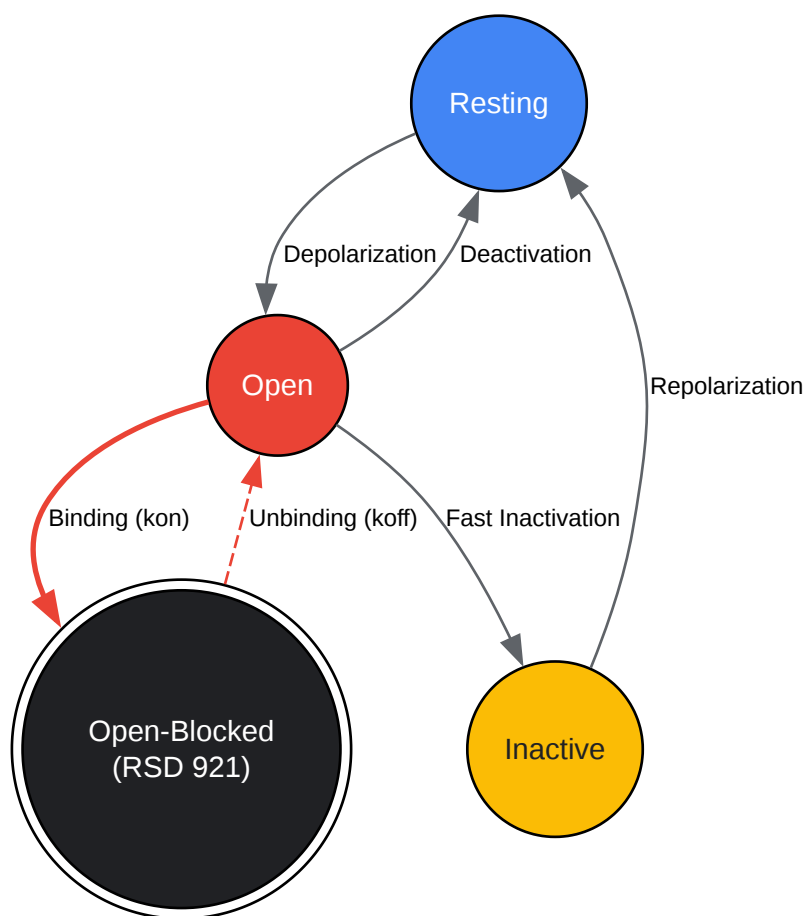 Resting
Depolarization
Deactivation
Open
Repolarization
Binding (kon)
Unbinding (koff)
Fast Inactivation
Open-Blocked
(RSD 921)
Inactive